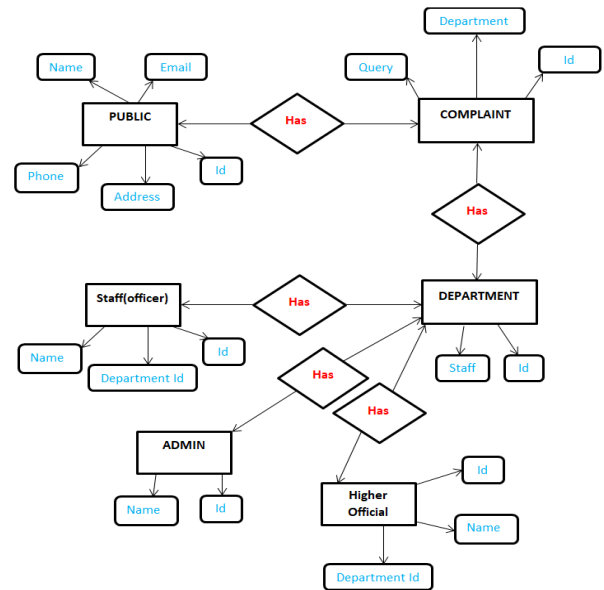 Department
Name
Email
Query
Id
PUBLIC
Has
COMPLAINT
Phone
Address
Id
Has
Staff(officer)
Has
DEPARTMENT
Name
Department Id
Id
Has
Staff
Id
Has
ADMIN
Name
Id
Higher
Official
Id
Name
Department Id